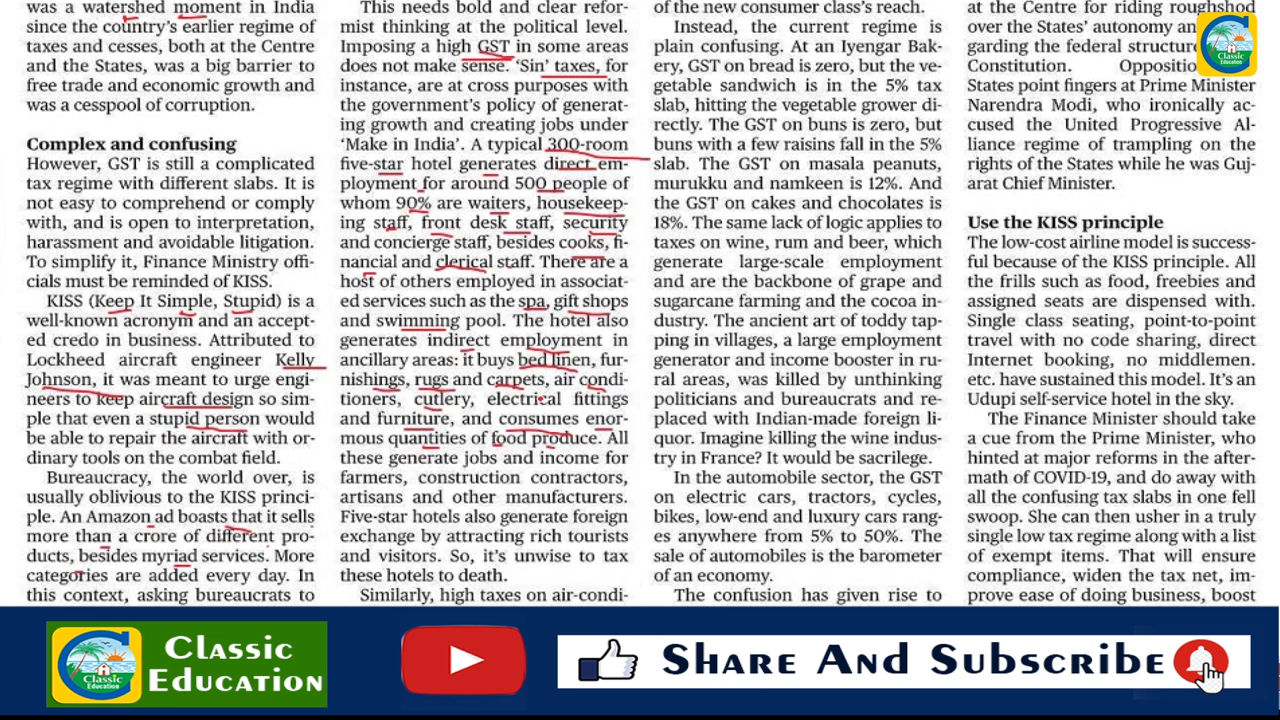 was a watershed moment in India
since the country's earlier regime of
taxes and cesses, both at the Centre
and the States, was a big barrier to
free trade and economic growth and
was a cesspool of corruption.
Complex and confusing
However, GST is still a complicated
tax regime with different slabs. It is
not easy to comprehend or comply
with, and is open to interpretation,
harassment and avoidable litigation.
To simplify it, Finance Ministry offi-
cials must be reminded of KISS.
KISS (Keep It Simple, Stupid) is a
well-known acronym and an accept-
ed credo in business. Attributed to
Lockheed aircraft engineer Kelly
Johnson, it was meant to urge engi-
neers to keep aircraft design so sim-
ple that even a stupid person would
be able to repair the aircraft with or-
dinary tools on the combat field.
Bureaucracy, the world over, is
usually oblivious to the KISS princi-
ple. An Amazon ad boasts that it sells
more than a crore of different pro-
ducts, besides myriad services. More
categories are added every day. In
this context, asking bureaucrats to
This needs bold and clear refor-
mist thinking at the political level.
Imposing a high GST in some areas
does not make sense. 'Sin' taxes, for
instance, are at cross purposes with
the government's policy of generat-
ing growth and creating jobs under
'Make in India'. A typical 300-room
five-star hotel generates direct em-
ployment for around 500 people of
whom 90% are waiters, housekeep-
ing staff, front desk staff, security
and concierge staff, besides cooks, fi-
nancial and clerical staff. There are a
host of others employed in associat-
ed services such as the spa, gift shops
and swimming pool. The hotel also
generates indirect employment in
ancillary areas: it buys bed linen, fur-
nishings, rugs and carpets, air condi-
tioners, cutlery, electrical fittings
and furniture, and consumes enor-
mous quantities of food produce. All
these generate jobs and income for
farmers, construction contractors,
artisans and other manufacturers.
Five-star hotels also generate foreign
exchange by attracting rich tourists
and visitors. So, it's unwise to tax
these hotels to death.
Similarly, high taxes on air-condi-
of the new consumer class's reach.
Instead, the current regime is
plain confusing. At an Iyengar Bak-
ery, GST on bread is zero, but the ve-
getable sandwich is in the 5% tax
slab, hitting the vegetable grower di-
rectly. The GST on buns is zero, but
buns with a few raisins fall in the 5%
slab. The GST on masala peanuts,
murukku and namkeen is 12%. And
the GST on cakes and chocolates is
18%. The same lack of logic applies to
taxes on wine, rum and beer, which
generate large-scale employment
and are the backbone of grape and
sugarcane farming and the cocoa in-
dustry. The ancient art of toddy tap-
ping in villages, a large employment
generator and income booster in ru-
ral areas, was killed by unthinking
politicians and bureaucrats and re-
placed with Indian-made foreign li-
quor. Imagine killing the wine indus-
try in France? It would be sacrilege.
In the automobile sector, the GST
on electric cars, tractors, cycles,
bikes, low-end and luxury cars rang-
es anywhere from 5% to 50%. The
sale of automobiles is the barometer
of an economy.
The confusion has given rise to
at the Centre for riding roughshod
over the States' autonomy an
garding the federal structure
Constitution. Opposition
States point fingers at Prime Minister
Narendra Modi, who ironically ac-
cused the United Progressive Al-
liance regime of trampling on the
rights of the States while he was Guj-
arat Chief Minister.
Use the KISS principle
The low-cost airline model is success-
ful because of the KISS principle. All
the frills such as food, freebies and
assigned seats are dispensed with.
Single class seating, point-to-point
travel with no code sharing, direct
Internet booking, no middlemen.
etc. have sustained this model. It's an
Udupi self-service hotel in the sky.
The Finance Minister should take
a cue from the Prime Minister, who
hinted at major reforms in the after-
math of COVID-19, and do away with
all the confusing tax slabs in one fell
swoop. She can then usher in a truly
single low tax regime along with a list
of exempt items. That will ensure
compliance, widen the tax net, im-
prove ease of doing business, boost
Classic
Education
Classic
Education
Classic
Education
Share And Subscribe